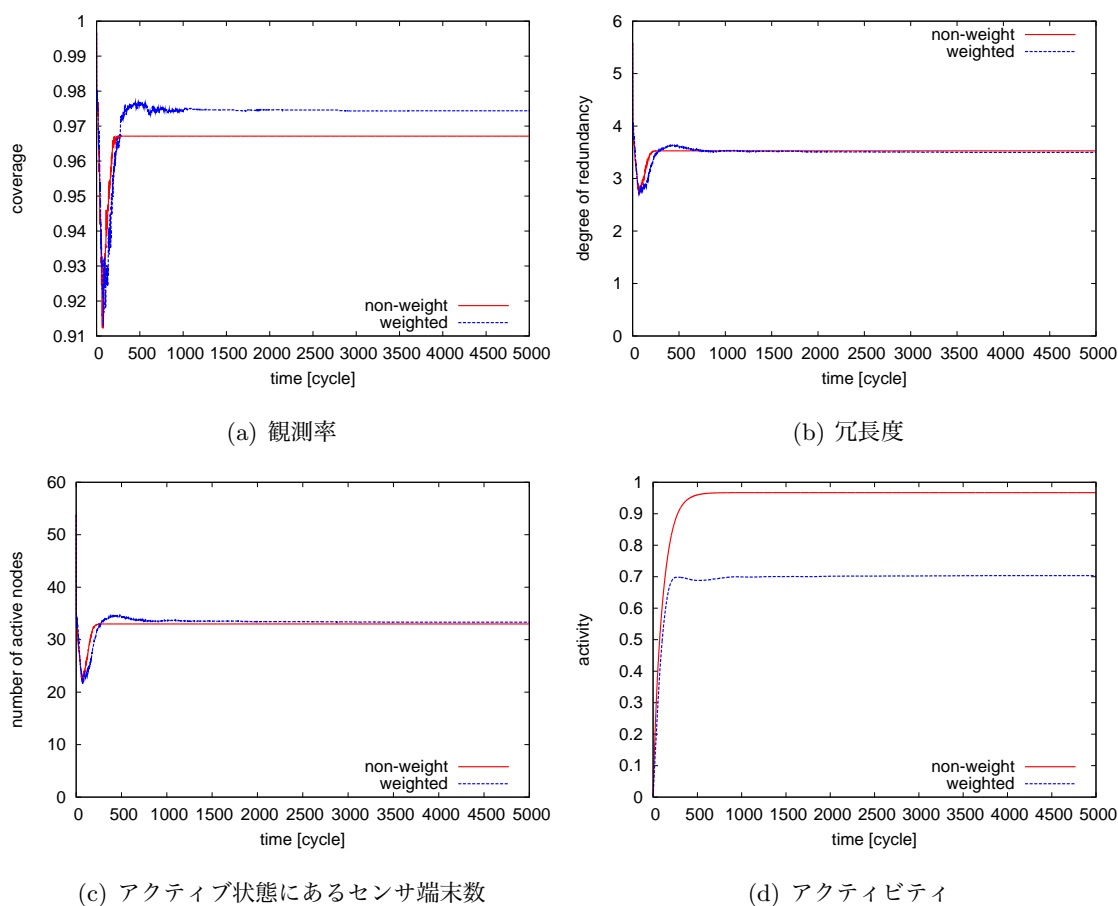 1
0.99
0.98
0.97
0.96
0.95
0.94
0.93
0.92
0.91
coverage
non-weight
weighted
0 500 1000 1500 2000 2500 3000 3500 4000 4500 5000
time [cycle]
(a) 観測率
6
5
4
3
2
1
0
degree of redundancy
non-weight
weighted
0 500 1000 1500 2000 2500 3000 3500 4000 4500 5000
time [cycle]
(b) 冗長度
60
50
40
30
20
10
0
number of active nodes
non-weight
weighted
0 500 1000 1500 2000 2500 3000 3500 4000 4500 5000
time [cycle]
(c) アクティブ状態にあるセンサ端末数
1
0.9
0.8
0.7
0.6
0.5
0.4
0.3
0.2
0.1
0
activity
non-weight
weighted
0 500 1000 1500 2000 2500 3000 3500 4000 4500 5000
time [cycle]
(d) アクティビティ